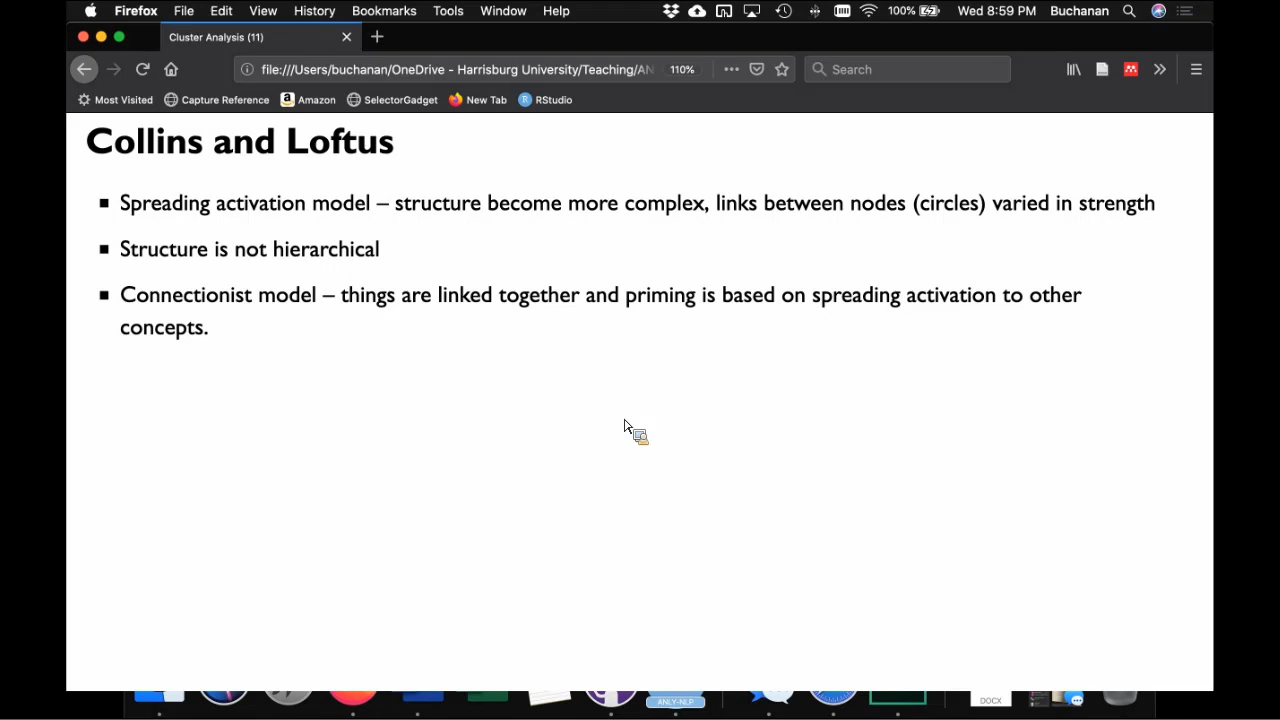 Firefox File Edit View History Bookmarks Tools Window Help 100% Wed 8:59 PM Buchanan
Cluster Analysis (11)
file:///Users/buchanan/OneDrive - Harrisburg University/Teaching/AN 110% Search
Most Visited Capture Reference Amazon SelectorGadget New Tab RStudio
Collins and Loftus
Spreading activation model – structure become more complex, links between nodes (circles) varied in strength
Structure is not hierarchical
Connectionist model – things are linked together and priming is based on spreading activation to other
concepts.
ANLY-NLP
DOCX